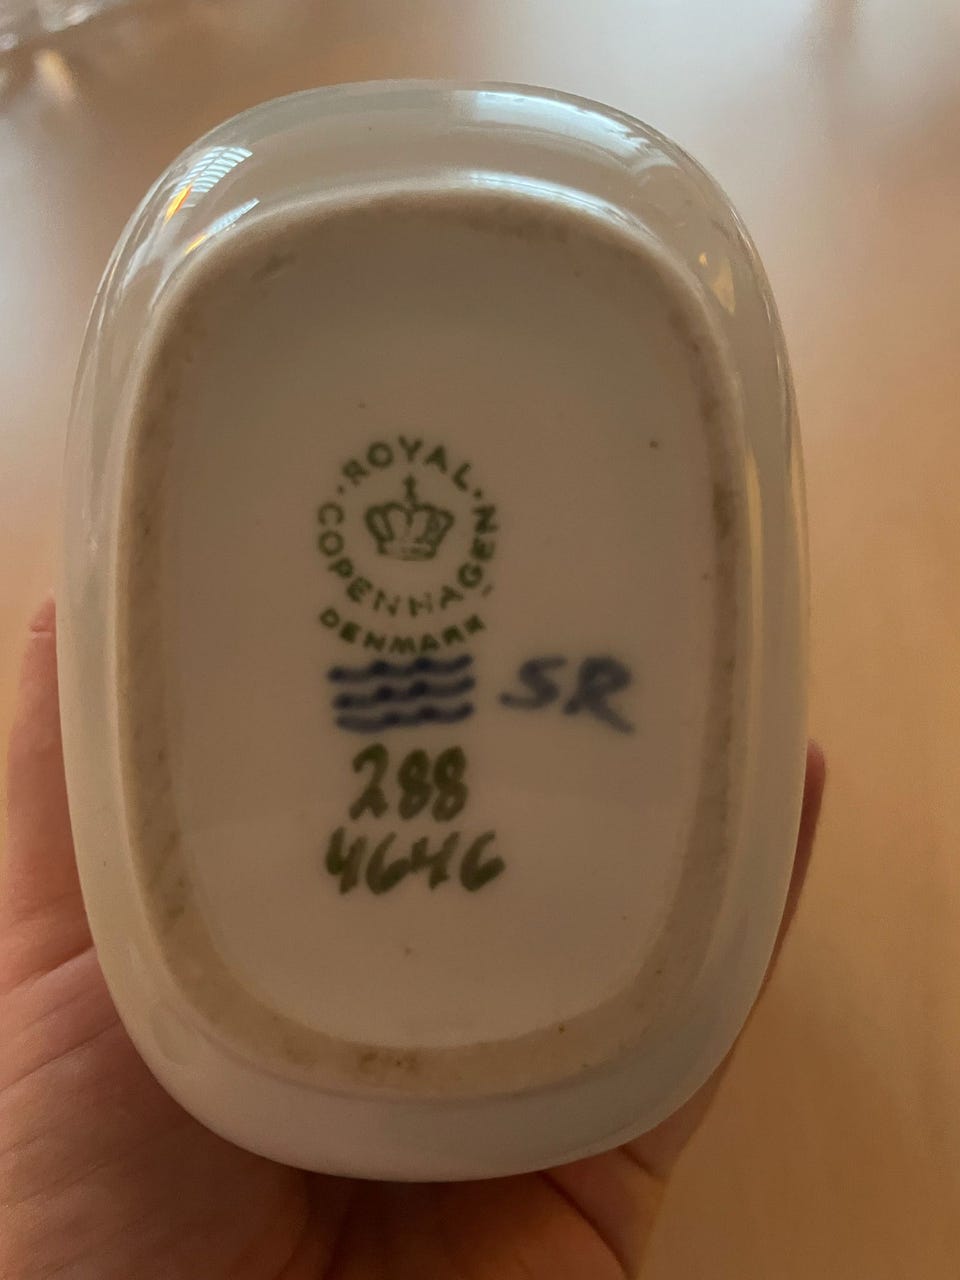 ROYAL
COPENHAGEN
DENMARK
SR
288
4646